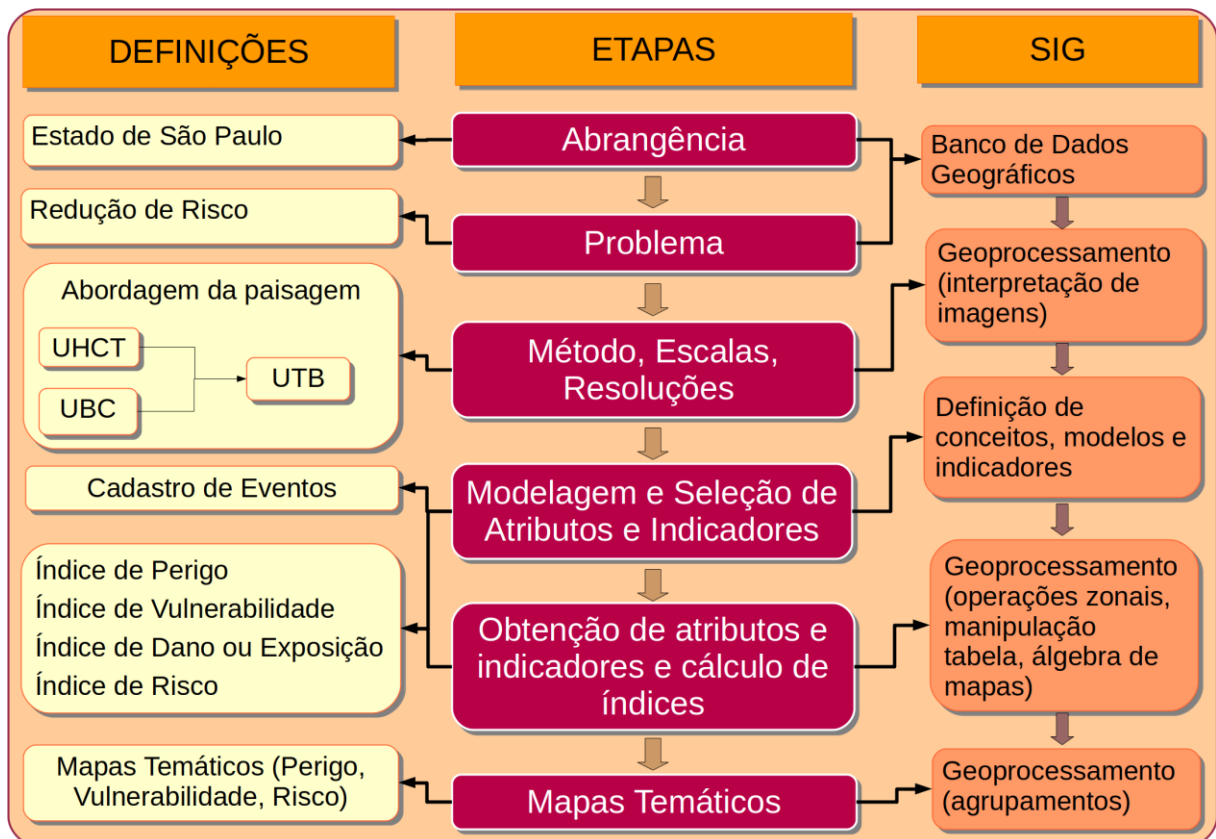 DEFINIÇÕES
ETAPAS
SIG
Estado de São Paulo
Abrangência
Banco de Dados
Geográficos
Redução de Risco
Problema
Geoprocessamento
(interpretação de
imagens)
Abordagem da paisagem
UHCT
UBC
UTB
Método, Escalas,
Resoluções
Definição de
conceitos, modelos e
indicadores
Cadastro de Eventos
Modelagem e Seleção de
Atributos e Indicadores
Índice de Perigo
Índice de Vulnerabilidade
Índice de Dano ou Exposição
Índice de Risco
Obtenção de atributos e
indicadores e cálculo de
índices
Geoprocessamento
(operações zonais,
manipulação
tabela, álgebra de
mapas)
Mapas Temáticos (Perigo,
Vulnerabilidade, Risco)
Mapas Temáticos
Geoprocessamento
(agrupamentos)